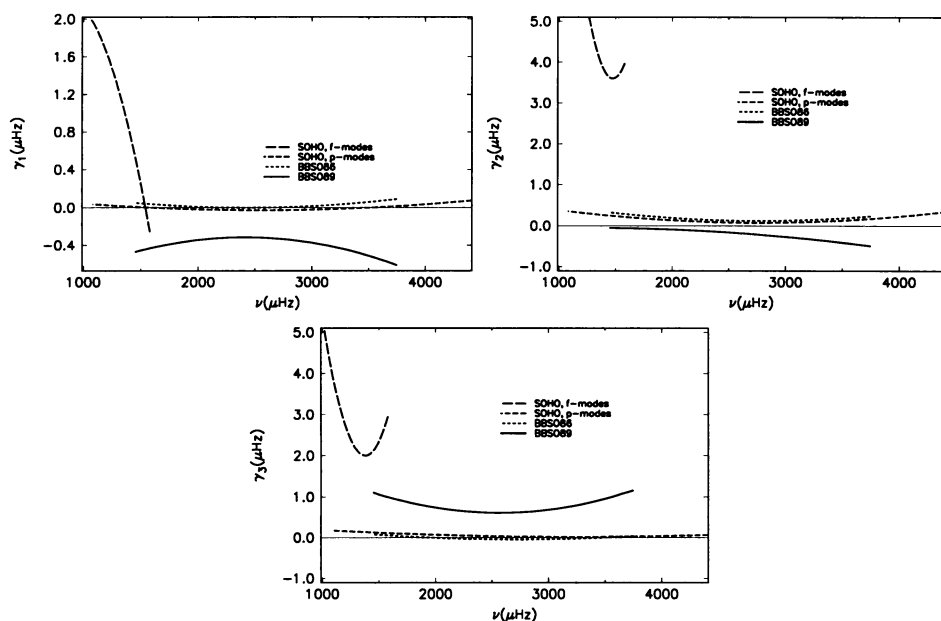 2.0
1.6
1.2
0.8
0.4
0.0
−0.4
γ1(μHz)
SOHO, f−modes
SOHO, p−modes
BBSO86
BBSO89
1000 2000 3000 4000
ν(μHz)
5.0
4.0
3.0
2.0
1.0
0.0
−1.0
γ2(μHz)
SOHO, f−modes
SOHO, p−modes
BBSO86
BBSO89
1000 2000 3000 4000
ν(μHz)
5.0
4.0
3.0
2.0
1.0
0.0
−1.0
γ3(μHz)
SOHO, f−modes
SOHO, p−modes
BBSO86
BBSO89
1000 2000 3000 4000
ν(μHz)